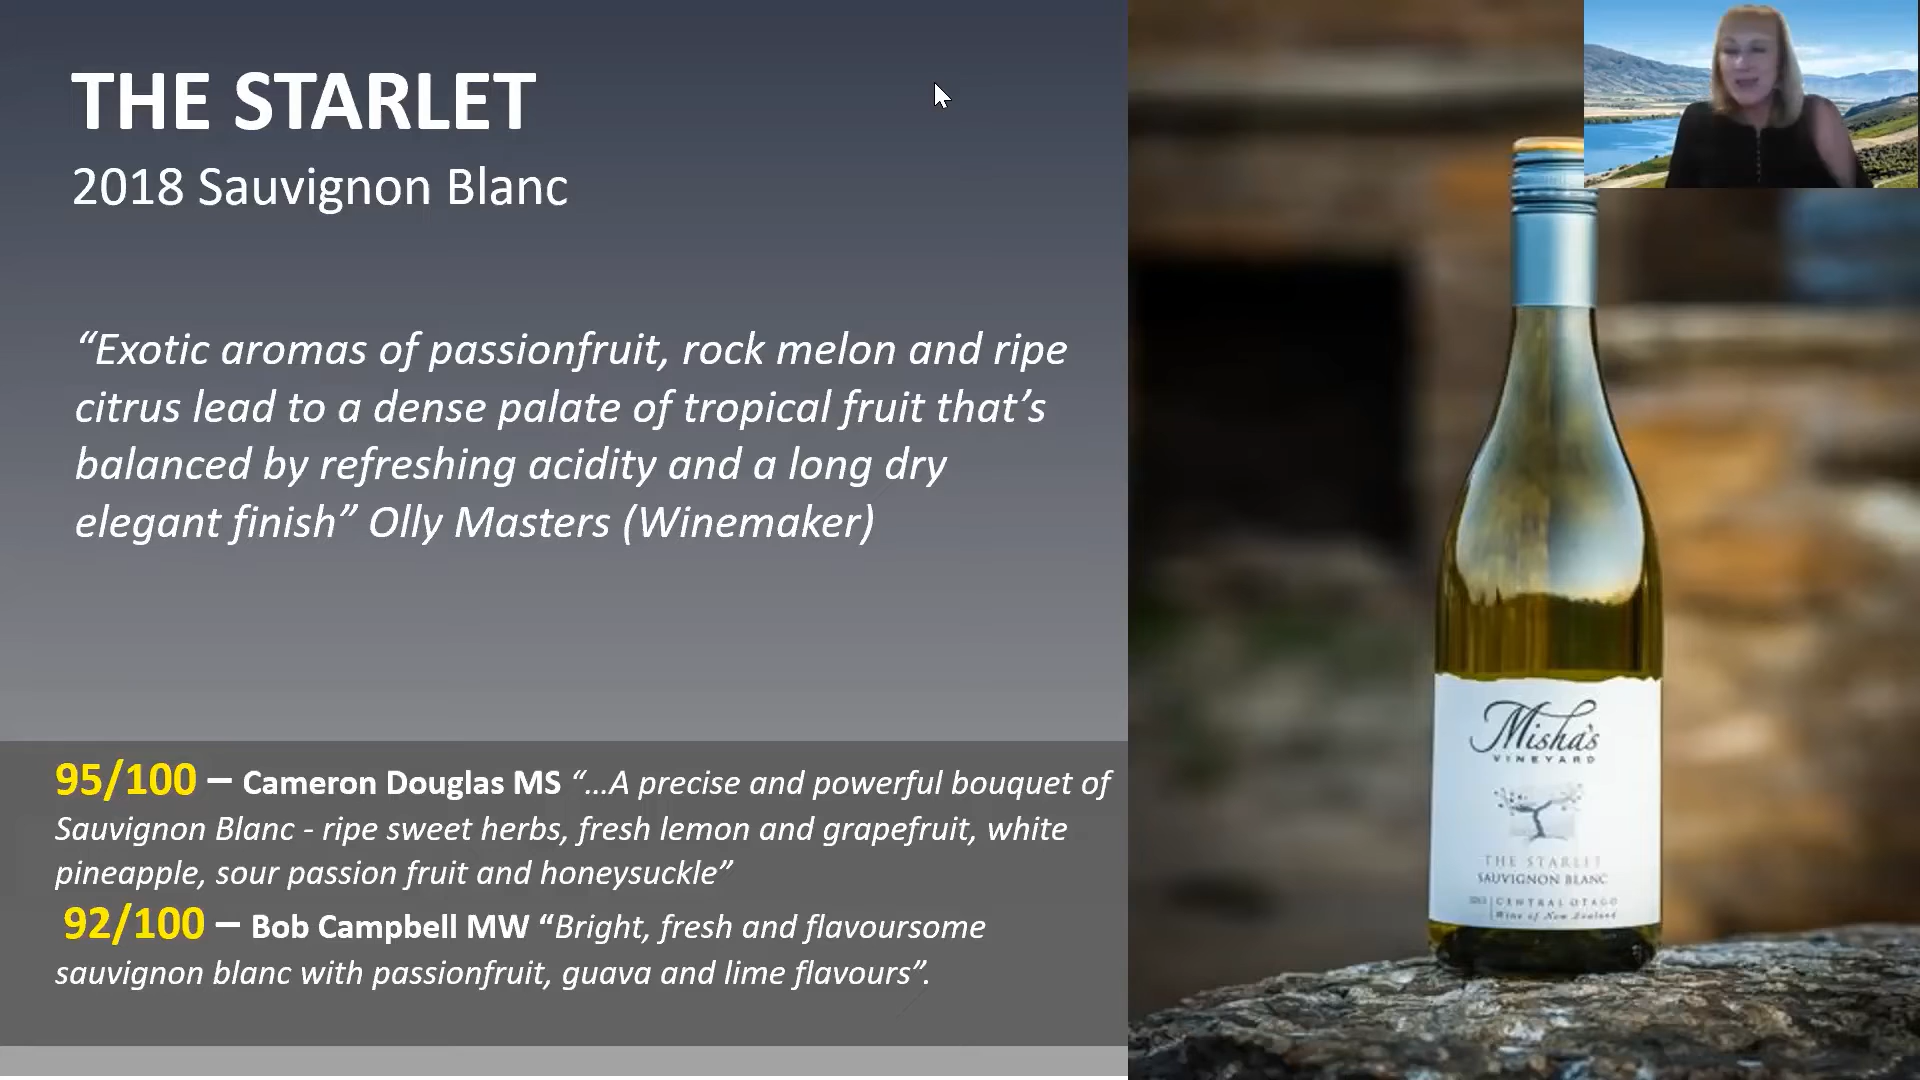 THE STARLET
2018 Sauvignon Blanc
“Exotic aromas of passionfruit, rock melon and ripe
citrus lead to a dense palate of tropical fruit that’s
balanced by refreshing acidity and a long dry
elegant finish” Olly Masters (Winemaker)
95/100 – Cameron Douglas MS “…A precise and powerful bouquet of
Sauvignon Blanc - ripe sweet herbs, fresh lemon and grapefruit, white
pineapple, sour passion fruit and honeysuckle”
92/100 – Bob Campbell MW “Bright, fresh and flavoursome
sauvignon blanc with passionfruit, guava and lime flavours”.
Misha's
VINEYARD
THE STARLET
SAUVIGNON BLANC
CENTRAL OTAGO
Wine of New Zealand